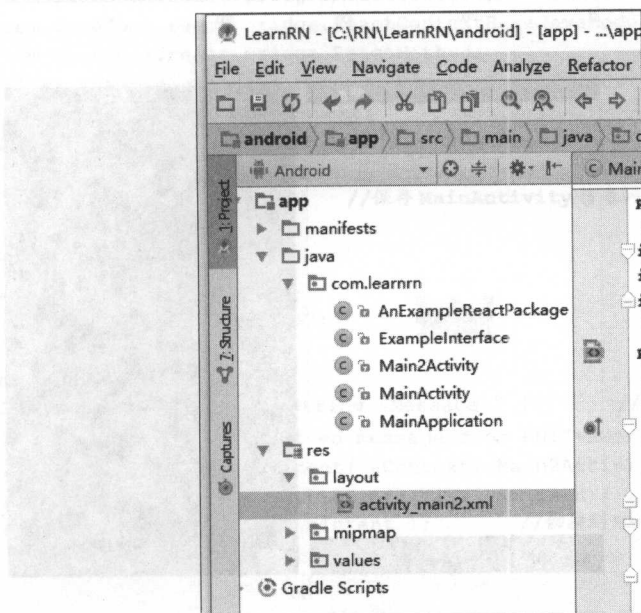 LearnRN - [C:\RN\LearnRN\android] - [app] - ...\app
File Edit View Navigate Code Analyze Refactor
android app src main java
Android
Main
1: Project
app
manifests
java
com.learnrn
AnExampleReactPackage
ExampleInterface
Main2Activity
MainActivity
MainApplication
res
layout
activity_main2.xml
mipmap
values
Gradle Scripts
7: Structure
Captures